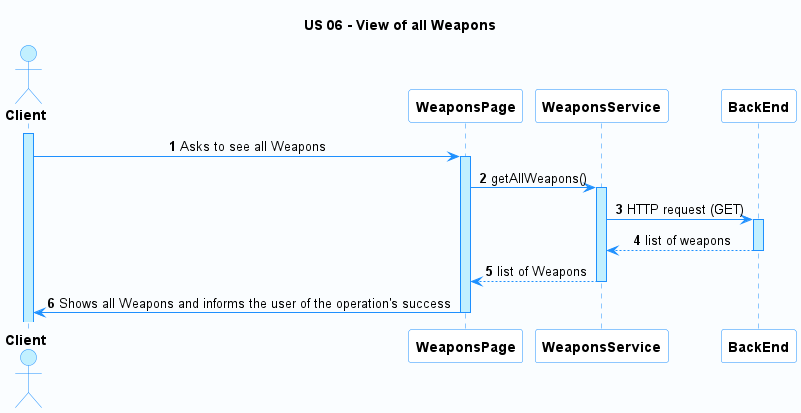 US 06 - View of all Weapons
Client
WeaponsPage
WeaponsService
BackEnd
1 Asks to see all Weapons
2 getAllWeapons()
3 HTTP request (GET)
4 list of weapons
5 list of Weapons
6 Shows all Weapons and informs the user of the operation's success
Client
WeaponsPage
WeaponsService
BackEnd